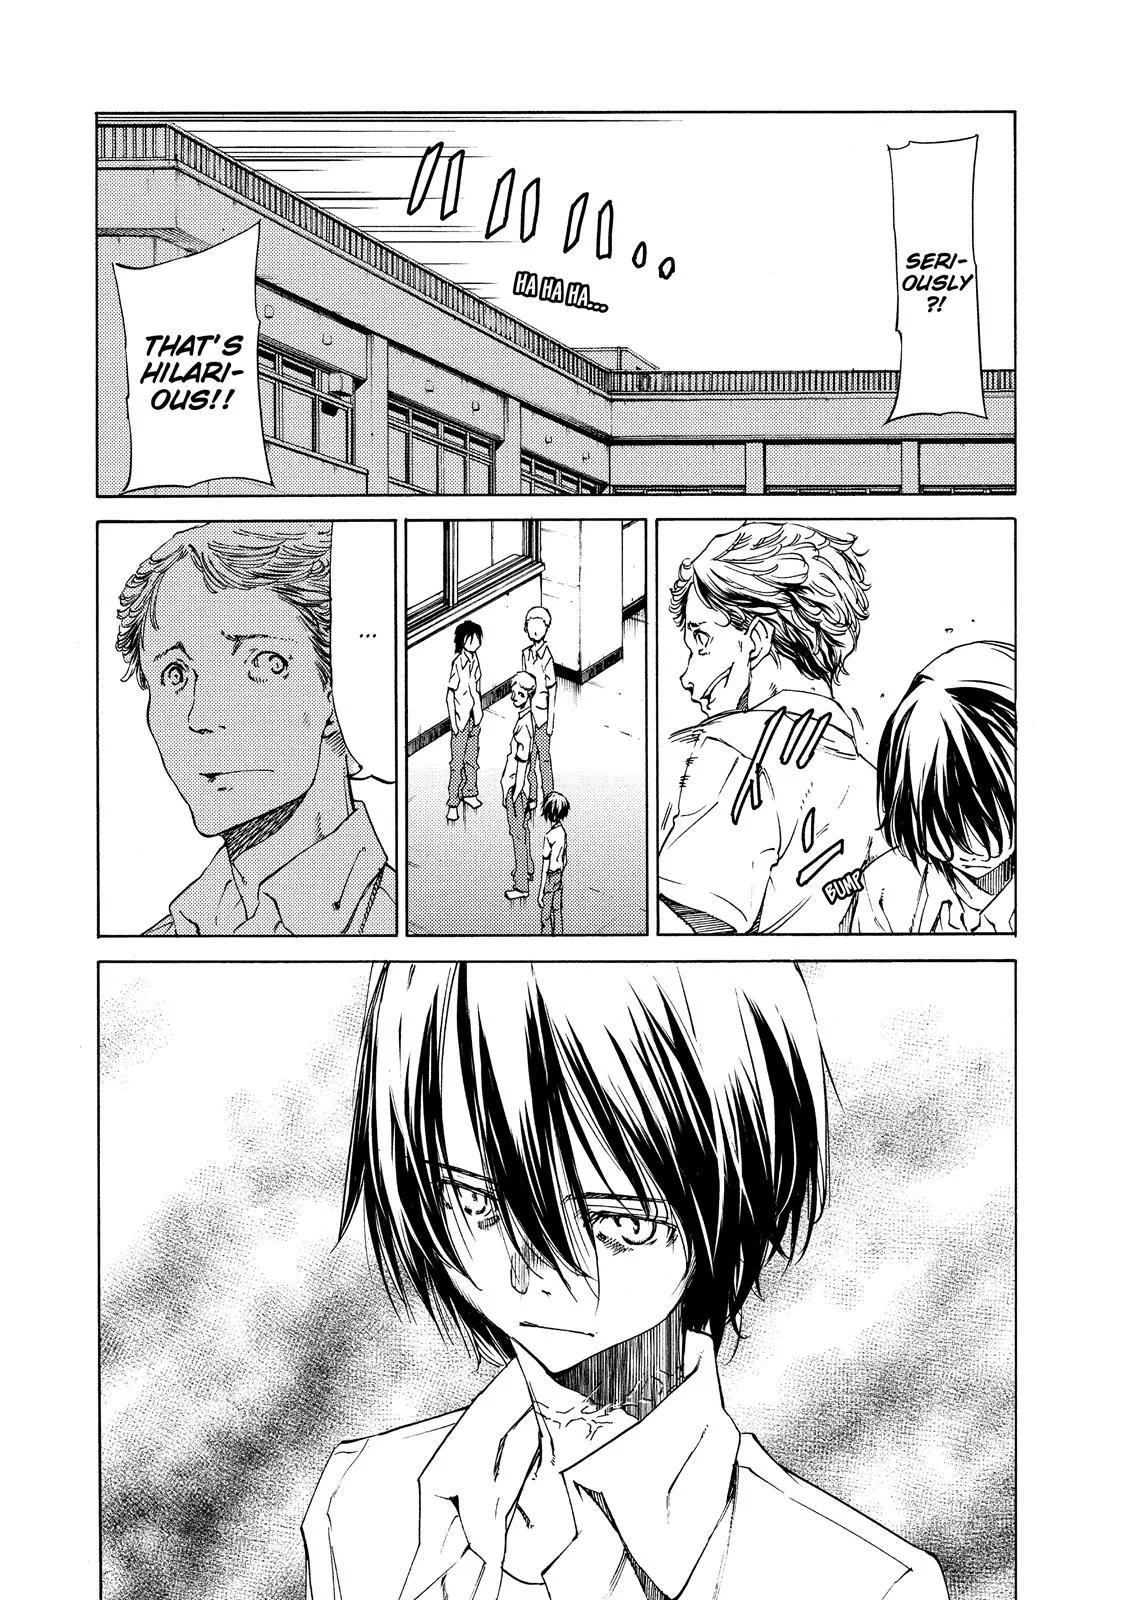 SERI-
OUSLY
?!
HA HA HA...
THAT'S
HILARI-
OUS!!
BUMP
...